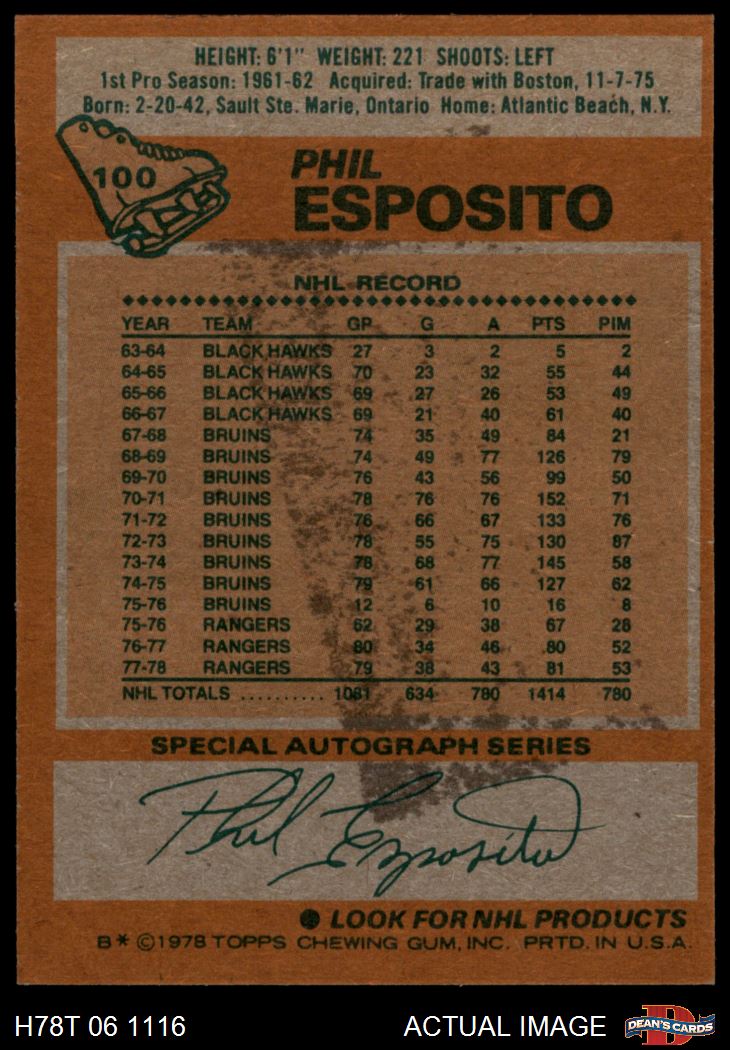 HEIGHT: 6'1" WEIGHT: 221 SHOOTS: LEFT
1st Pro Season: 1961-62 Acquired: Trade with Boston, 11-7-75
Born: 2-20-42, Sault Ste. Marie, Ontario Home: Atlantic Beach, N.Y.
100
PHIL
ESPOSITO
NHL RECORD
YEAR TEAM GP G A PTS PIM
63-64 BLACK HAWKS 27 3 2 5 2
64-65 BLACK HAWKS 70 23 32 55 44
65-66 BLACK HAWKS 69 27 26 53 49
66-67 BLACK HAWKS 69 21 40 61 40
67-68 BRUINS 74 35 49 84 21
68-69 BRUINS 74 49 77 126 79
69-70 BRUINS 76 43 56 99 50
70-71 BRUINS 78 76 76 152 71
71-72 BRUINS 76 66 67 133 76
72-73 BRUINS 78 55 75 130 87
73-74 BRUINS 78 68 77 145 58
74-75 BRUINS 79 61 66 127 62
75-76 BRUINS 12 6 10 16 8
75-76 RANGERS 62 29 38 67 28
76-77 RANGERS 80 34 46 80 52
77-78 RANGERS 79 38 43 81 53
NHL TOTALS .......... 1081 634 780 1414 780
SPECIAL AUTOGRAPH SERIES
Phil Esposito
● LOOK FOR NHL PRODUCTS
B* ©1978 TOPPS CHEWING GUM, INC. PRTD. IN U.S.A.
H78T 06 1116 ACTUAL IMAGE DEAN'S CARDS